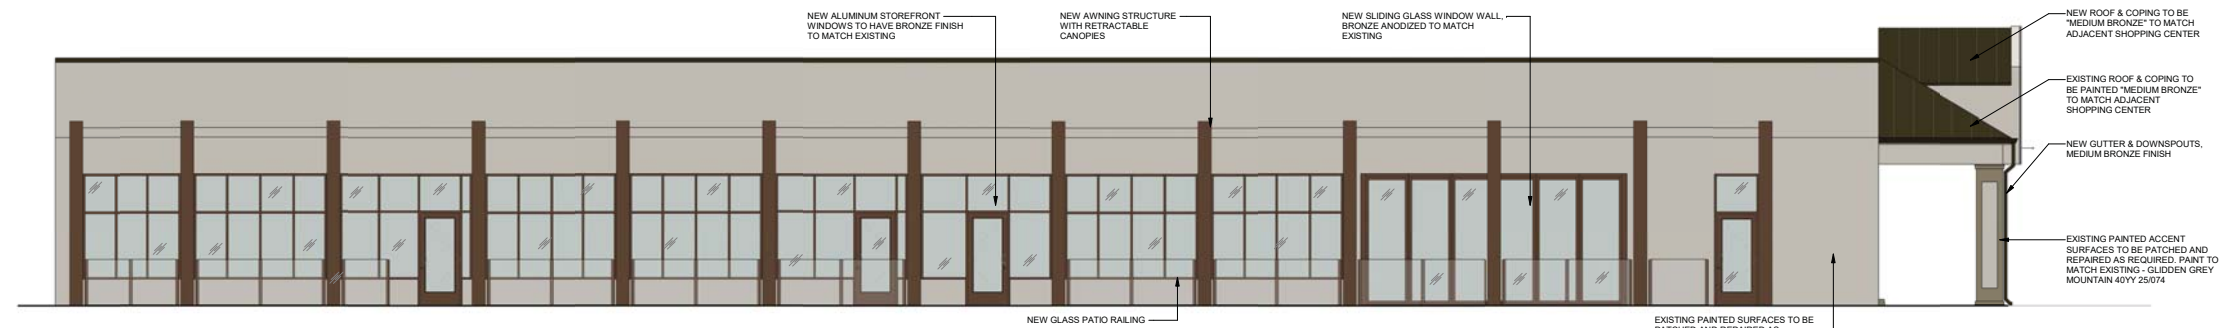 NEW ALUMINUM STOREFRONT
WINDOWS TO HAVE BRONZE FINISH
TO MATCH EXISTING
NEW AWNING STRUCTURE
WITH RETRACTABLE
CANOPIES
NEW SLIDING GLASS WINDOW WALL,
BRONZE ANODIZED TO MATCH
EXISTING
NEW ROOF & COPING TO BE
"MEDIUM BRONZE" TO MATCH
ADJACENT SHOPPING CENTER
EXISTING ROOF & COPING TO
BE PAINTED "MEDIUM BRONZE"
TO MATCH ADJACENT
SHOPPING CENTER
NEW GUTTER & DOWNSPOUTS,
MEDIUM BRONZE FINISH
EXISTING PAINTED ACCENT
SURFACES TO BE PATCHED AND
REPAIRED AS REQUIRED. PAINT TO
MATCH EXISTING - GLIDDEN GREY
MOUNTAIN 40YY 25/074
NEW GLASS PATIO RAILING
EXISTING PAINTED SURFACES TO BE
PATCHED AND REPAIRED AS